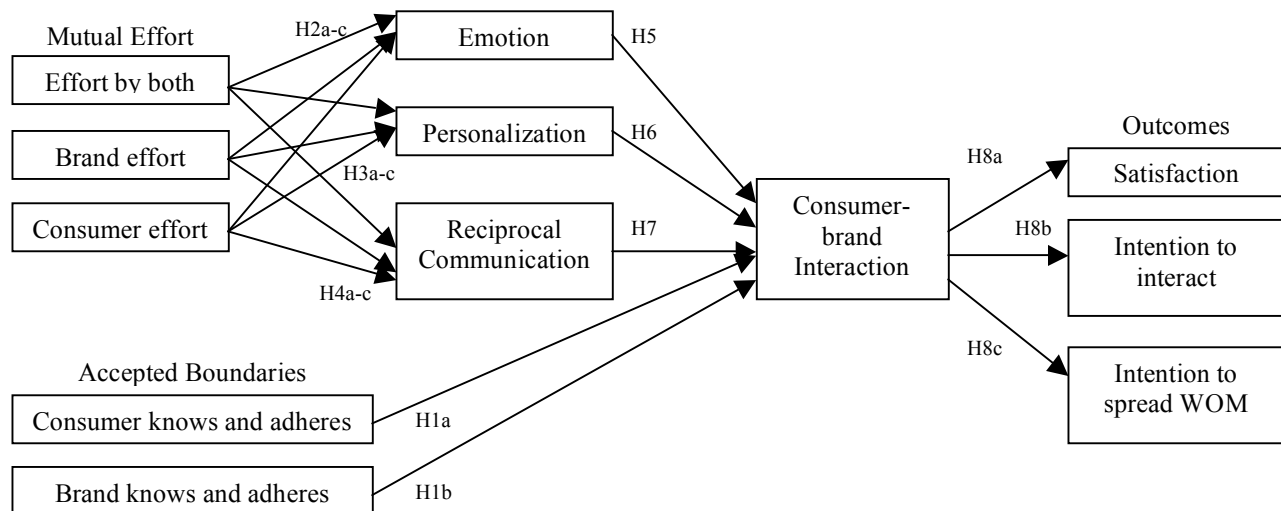 Mutual Effort
Effort by both
Brand effort
Consumer effort
H2a-c
H3a-c
H4a-c
Emotion
Personalization
Reciprocal
Communication
H5
H6
H7
Accepted Boundaries
Consumer knows and adheres
Brand knows and adheres
H1a
H1b
Consumer-
brand
Interaction
H8a
H8b
H8c
Outcomes
Satisfaction
Intention to
interact
Intention to
spread WOM